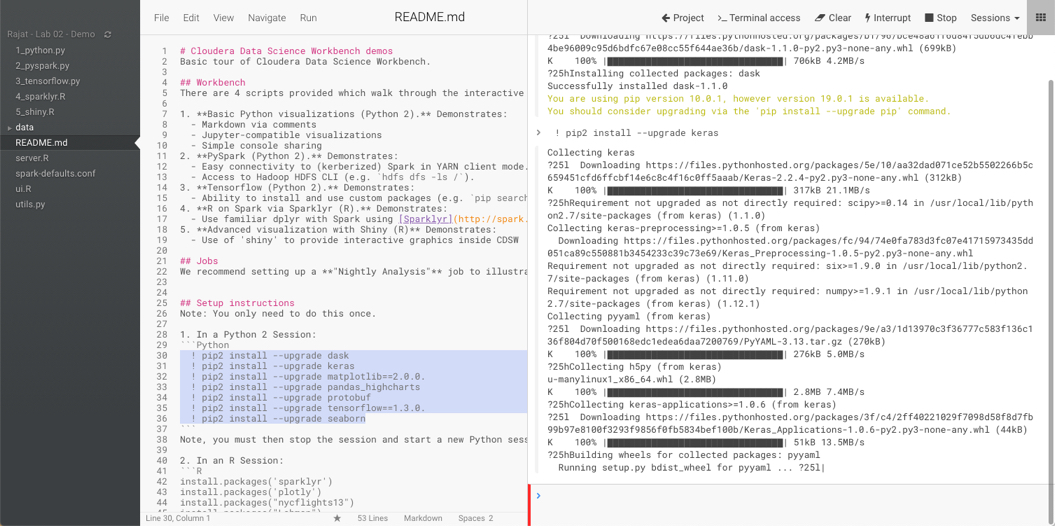 File Edit View Navigate Run
README.md
Project >_ Terminal access Clear Interrupt Stop Sessions
Rajat - Lab 02 - Demo
1_python.py
2_pyspark.py
3_tensorflow.py
4_sparklyr.R
5_shiny.R
data
README.md
server.R
spark-defaults.conf
ui.R
utils.py
1 # Cloudera Data Science Workbench demos
2 Basic tour of Cloudera Data Science Workbench.
3
4 ## Workbench
5 There are 4 scripts provided which walk through the interactive
6
7 1. **Basic Python visualizations (Python 2).** Demonstrates:
8 - Markdown via comments
9 - Jupyter-compatible visualizations
10 - Simple console sharing
11 2. **PySpark (Python 2).** Demonstrates:
12 - Easy connectivity to (kerberized) Spark in YARN client mode.
13 - Access to Hadoop HDFS CLI (e.g. `hdfs dfs -ls /`).
14 3. **Tensorflow (Python 2). Demonstrates:
15 - Ability to install and use custom packages (e.g. `pip search
16 4. **R on Spark via Sparklyr (R).** Demonstrates:
17 - Use familiar dplyr with Spark using [Sparklyr](http://spark.
18 5. **Advanced visualization with Shiny (R)** Demonstrates:
19 - Use of 'shiny' to provide interactive graphics inside CDSW
20
21 ## Jobs
22 We recommend setting up a **"Nightly Analysis"** job to illustra
23
24
25 ## Setup instructions
26 Note: You only need to do this once.
27
28 1. In a Python 2 Session:
29 ```Python
30 ! pip2 install --upgrade dask
31 ! pip2 install --upgrade keras
32 ! pip2 install --upgrade matplotlib==2.0.0.
33 ! pip2 install --upgrade pandas_highcharts
34 ! pip2 install --upgrade protobuf
35 ! pip2 install --upgrade tensorflow==1.3.0.
36 ! pip2 install --upgrade seaborn
37 ```
38 Note, you must then stop the session and start a new Python sess
39
40 2. In an R Session:
41 ```R
42 install.packages('sparklyr')
43 install.packages('plotly')
44 install.packages("nycflights13")
Line 30, Column 1 ★ 53 Lines Markdown Spaces 2
4be96009c95d6bdfc67e08cc55f644ae36b/dask-1.1.0-py2.py3-none-any.whl (699kB)
K 100% |████████████████████████████████| 706kB 4.2MB/s
?25hInstalling collected packages: dask
Successfully installed dask-1.1.0
You are using pip version 10.0.1, however version 19.0.1 is available.
You should consider upgrading via the 'pip install --upgrade pip' command.
> ! pip2 install --upgrade keras
Collecting keras
?25l Downloading https://files.pythonhosted.org/packages/5e/10/aa32dad071ce52b5502266b5c
659451cfd6ffcbf14e6c8c4f16c0ff5aaab/Keras-2.2.4-py2.py3-none-any.whl (312kB)
K 100% |████████████████████████████████| 317kB 21.1MB/s
?25hRequirement not upgraded as not directly required: scipy>=0.14 in /usr/local/lib/pyth
on2.7/site-packages (from keras) (1.1.0)
Collecting keras-preprocessing>=1.0.5 (from keras)
Downloading https://files.pythonhosted.org/packages/fc/94/74e0fa783d3fc07e41715973435dd
051ca89c550881b3454233c39c73e69/Keras_Preprocessing-1.0.5-py2.py3-none-any.whl
Requirement not upgraded as not directly required: six>=1.9.0 in /usr/local/lib/python2.
7/site-packages (from keras) (1.11.0)
Requirement not upgraded as not directly required: numpy>=1.9.1 in /usr/local/lib/python
2.7/site-packages (from keras) (1.12.1)
Collecting pyyaml (from keras)
?25l Downloading https://files.pythonhosted.org/packages/9e/a3/1d13970c3f36777c583f136c1
36f804d70f500168edc1edea6daa7200769/PyYAML-3.13.tar.gz (270kB)
K 100% |████████████████████████████████| 276kB 5.0MB/s
?25hCollecting h5py (from keras)
u-manylinux1_x86_64.whl (2.8MB)
K 100% |████████████████████████████████| 2.8MB 7.4MB/s
?25hCollecting keras-applications>=1.0.6 (from keras)
?25l Downloading https://files.pythonhosted.org/packages/3f/c4/2ff40221029f7098d58f8d7fb
99b97e8100f3293f9856f0fb5834bef100b/Keras_Applications-1.0.6-py2.py3-none-any.whl (44kB)
K 100% |████████████████████████████████| 51kB 13.5MB/s
?25hBuilding wheels for collected packages: pyyaml
Running setup.py bdist_wheel for pyyaml ... ?25l|
>